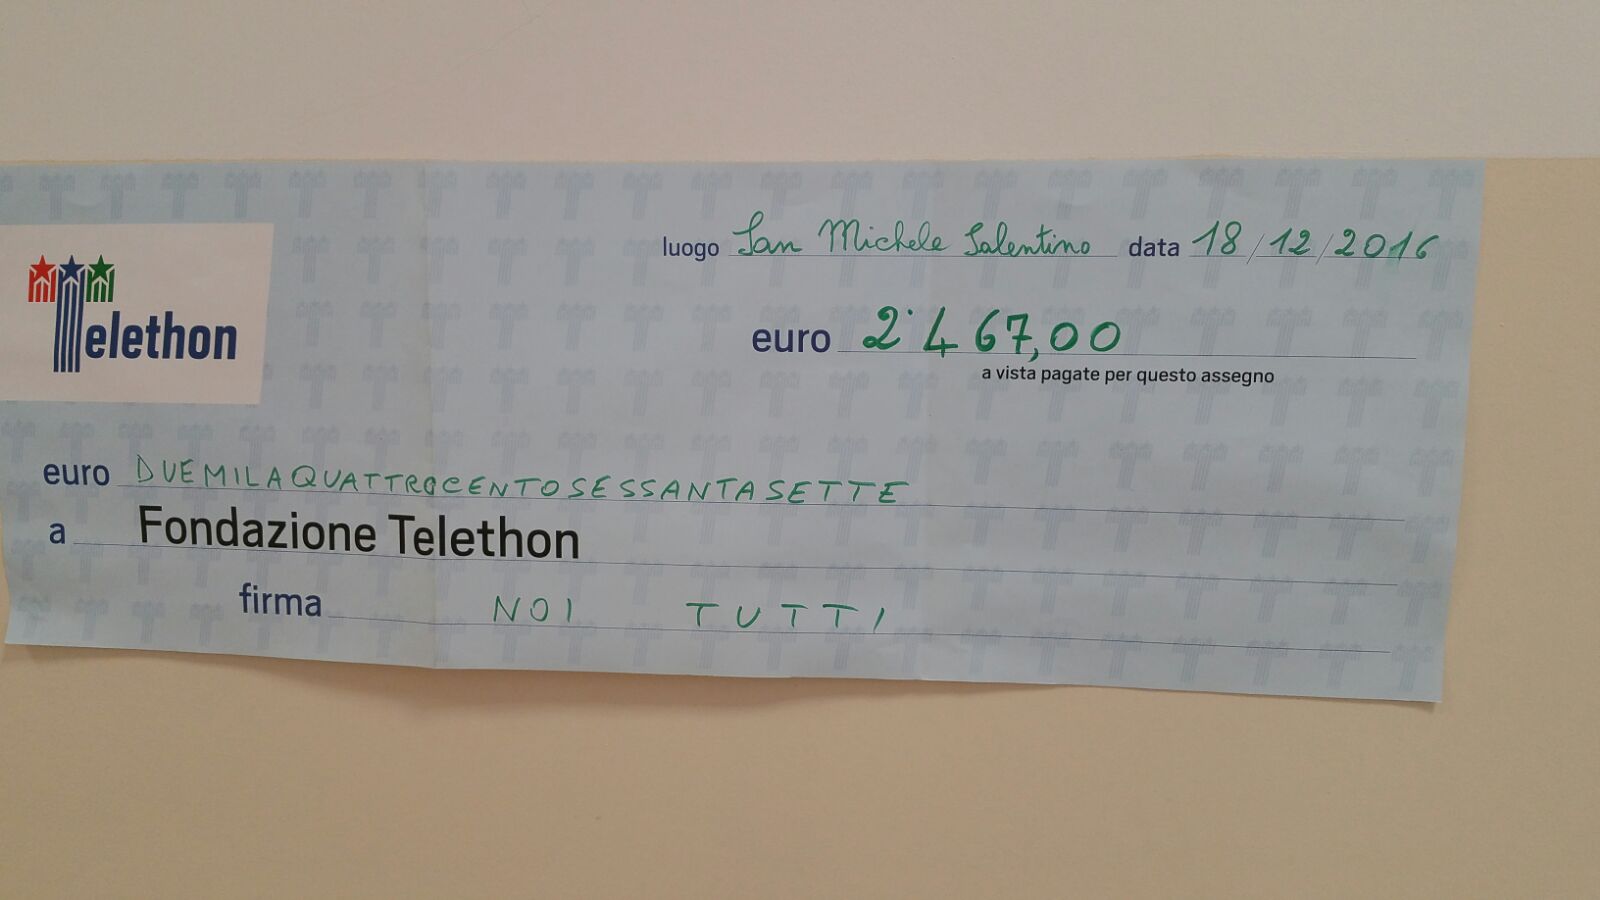 luogo San Michele Salentino data 18/12/2016
Telethon
euro 2˙467,00
a vista pagate per questo assegno
euro DUEMILAQUATTROCENTOSESSANTASETTE
a Fondazione Telethon
firma NOI TUTTI